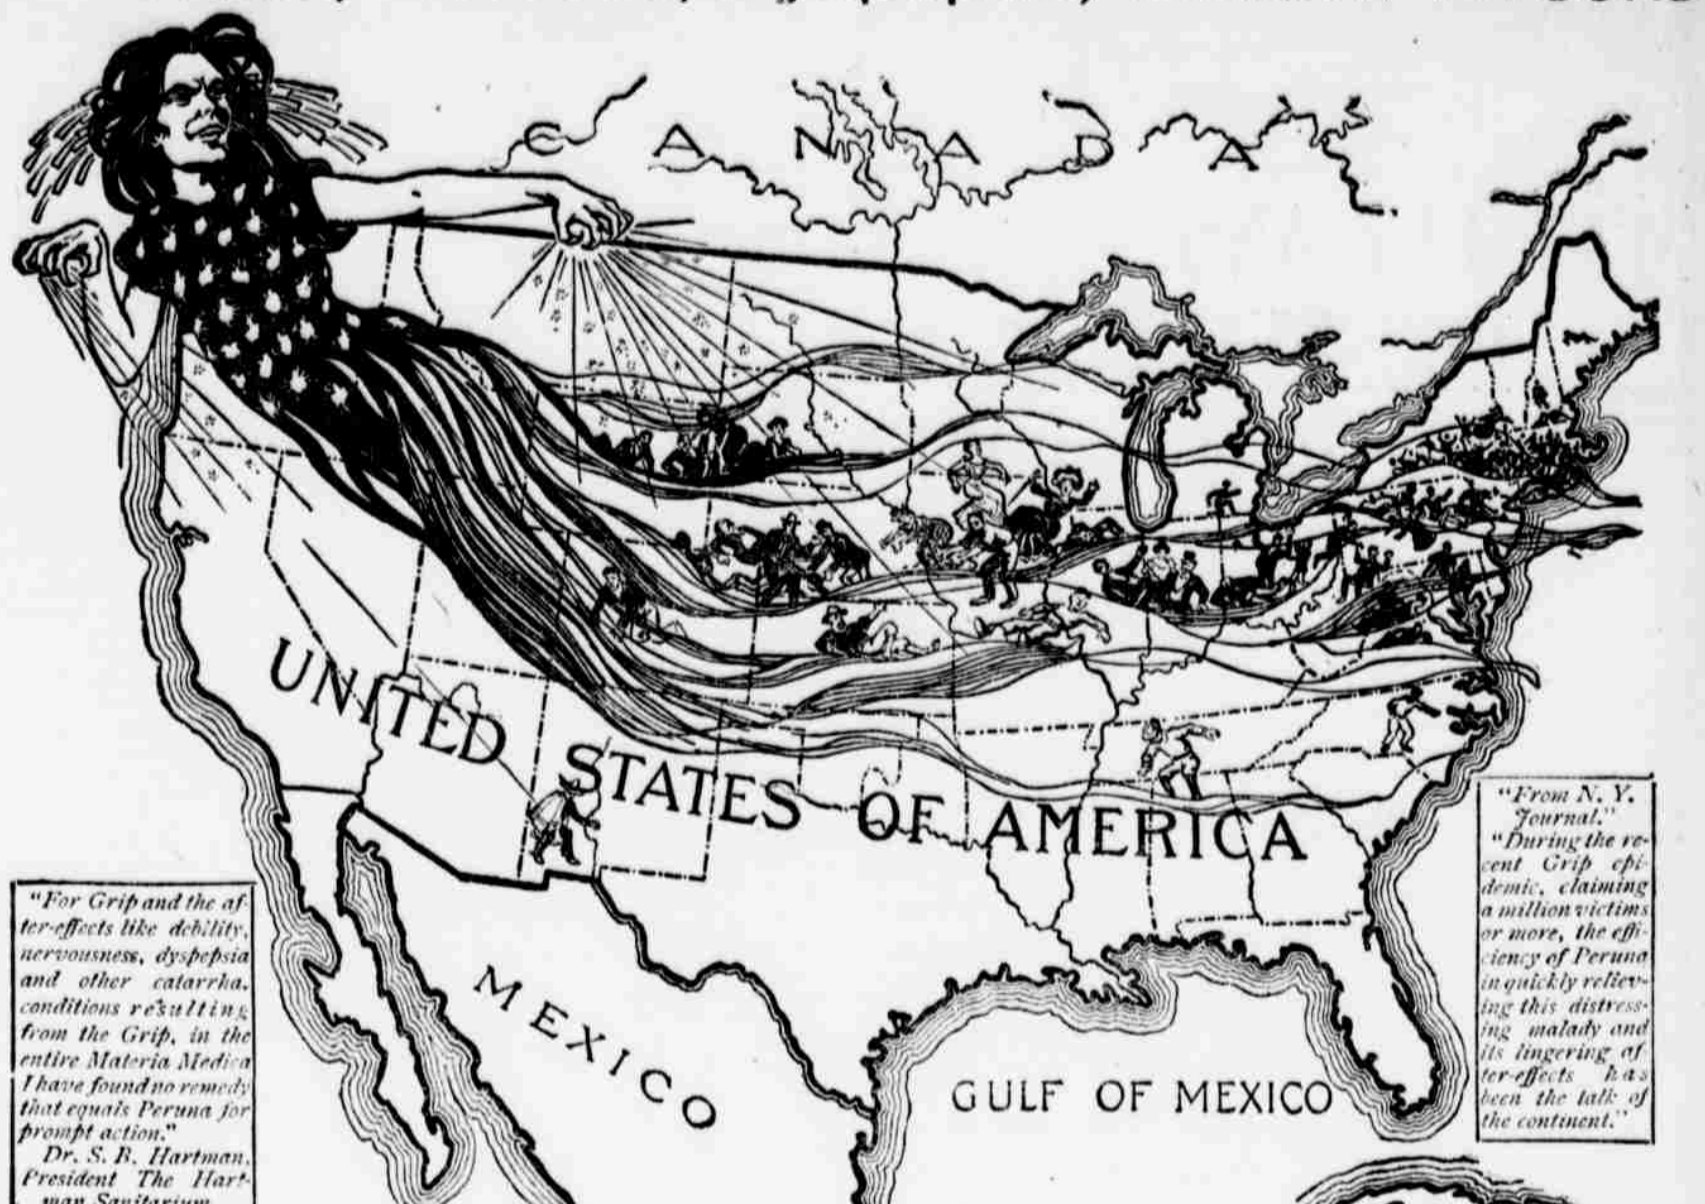 CANADA
UNITED STATES OF AMERICA
MEXICO
GULF OF MEXICO
"For Grip and the af-
ter-effects like debility,
nervousness, dyspepsia
and other catarrha.
conditions resulting
from the Grip, in the
entire Materia Medica
I have found no remedy
that equals Peruna for
prompt action."
Dr. S. B. Hartman.
President The Hart-
man Sanitarium
"From N. Y.
Journal."
"During the re-
cent Grip epi-
demic, claiming
a million victims
or more, the effi-
ciency of Peruna
in quickly reliev-
ing this distress-
ing malady and
its lingering af-
ter-effects has
been the talk of
the continent."